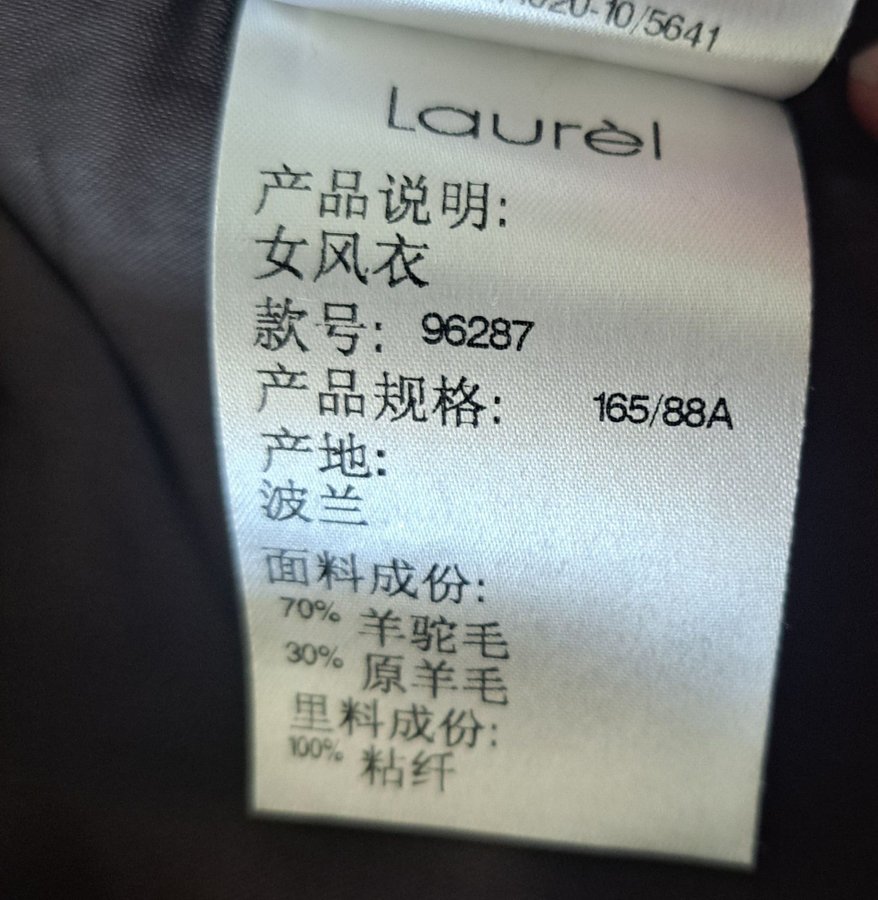 20-10/5641
Laurèl
产品说明:
女风衣
款号: 96287
产品规格: 165/88A
产地:
波兰
面料成份:
70% 羊驼毛
30% 原羊毛
里料成份:
100% 粘纤